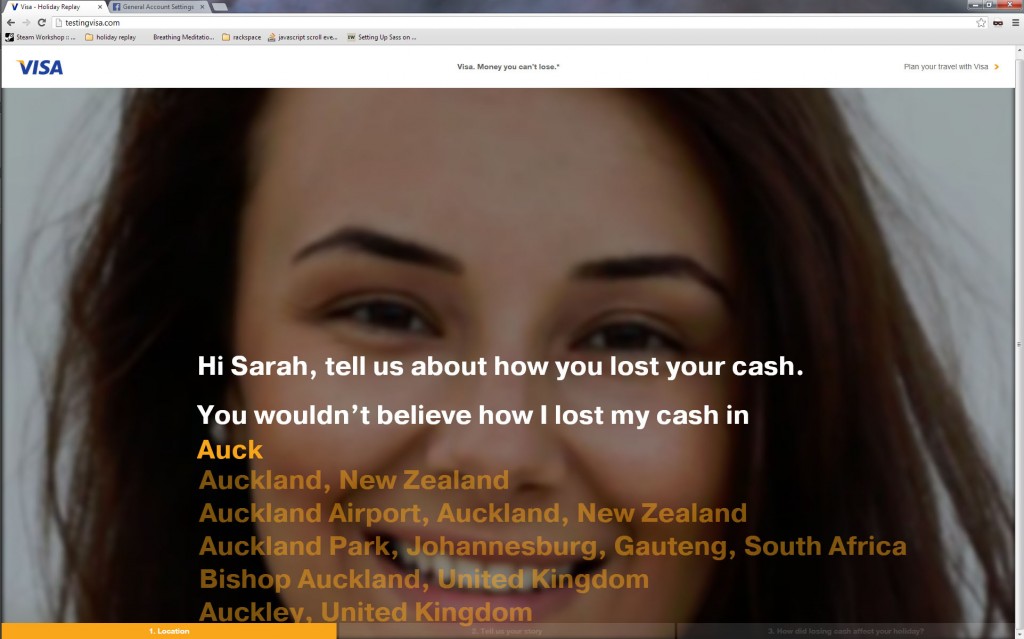 Visa - Holiday Replay
General Account Settings
testingvisa.com
Steam Workshop :: ...
holiday replay
Breathing Meditatio...
rackspace
javascript scroll eve...
Setting Up Sass on ...
VISA
Visa. Money you can't lose.*
Plan your travel with Visa
Hi Sarah, tell us about how you lost your cash.
You wouldn't believe how I lost my cash in
Auck
Auckland, New Zealand
Auckland Airport, Auckland, New Zealand
Auckland Park, Johannesburg, Gauteng, South Africa
Bishop Auckland, United Kingdom
Auckley, United Kingdom
1. Location
2. Tell us your story
3. How did losing cash affect your holiday?